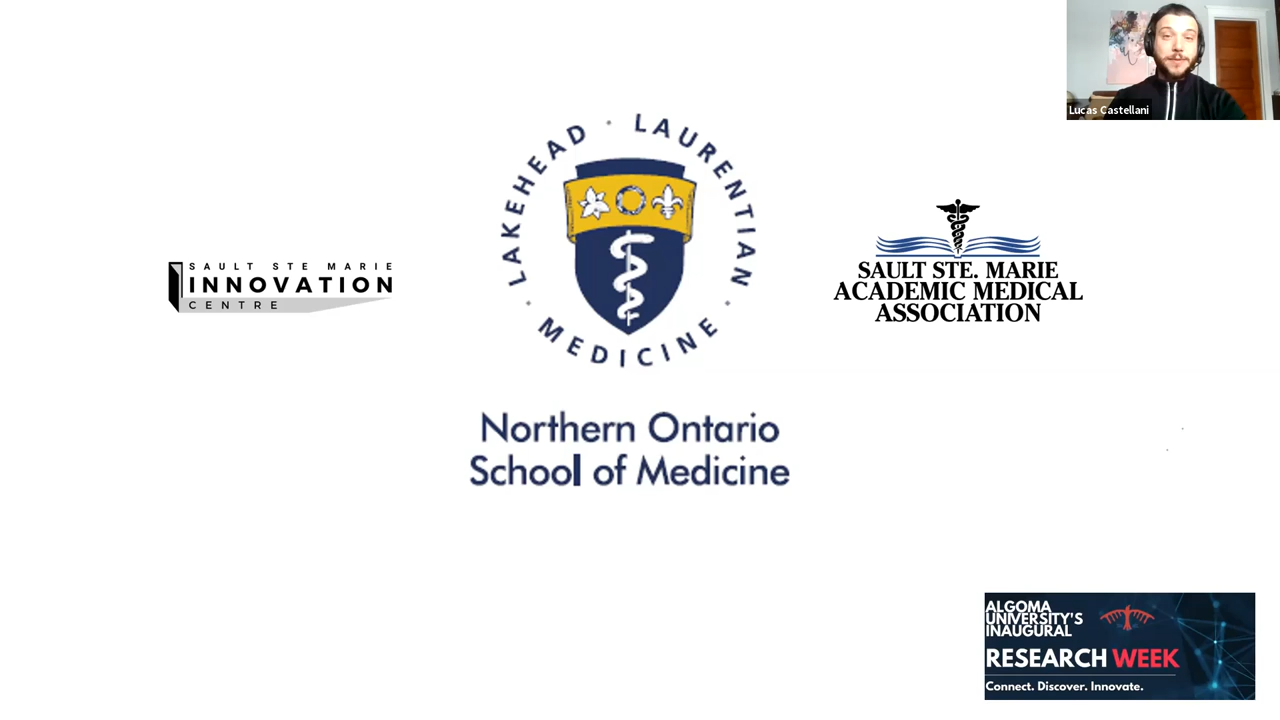 Lucas Castellani
LAKEHEAD · LAURENTIAN · MEDICINE ·
SAULT STE MARIE
INNOVATION
CENTRE
SAULT STE. MARIE
ACADEMIC MEDICAL
ASSOCIATION
Northern Ontario
School of Medicine
ALGOMA
UNIVERSITY'S
INAUGURAL
RESEARCH WEEK
Connect. Discover. Innovate.